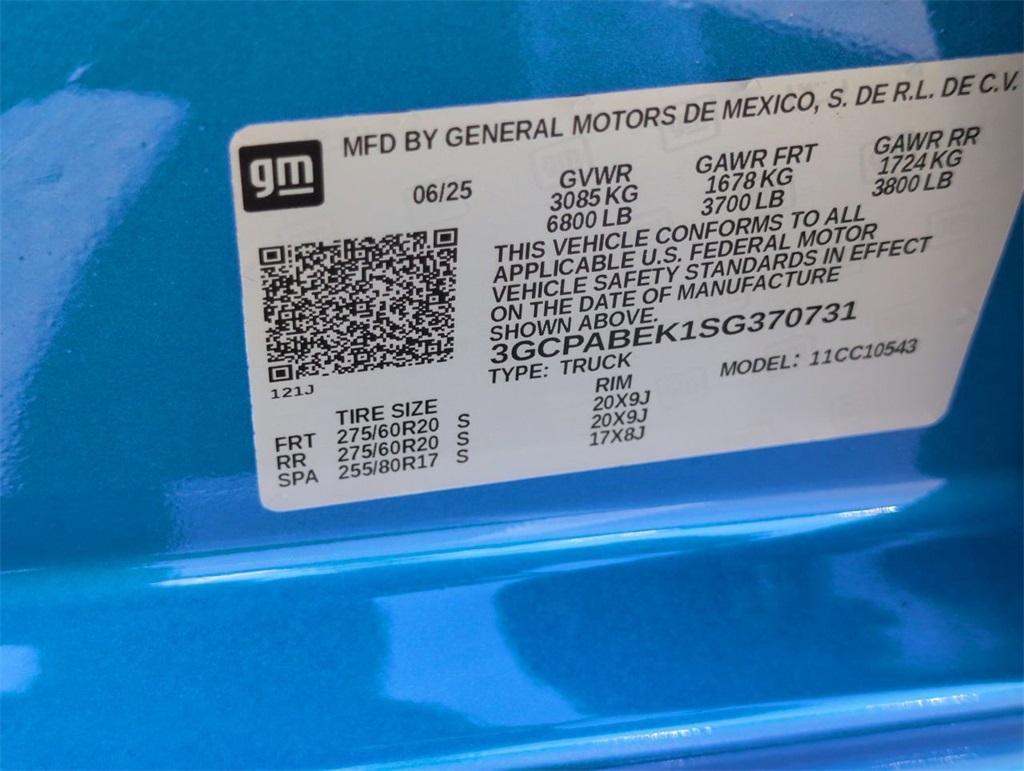 MFD BY GENERAL MOTORS DE MEXICO, S. DE R.L. DE C.V.
gm
06/25
GVWR
3085 KG
6800 LB
GAWR FRT
1678 KG
3700 LB
GAWR RR
1724 KG
3800 LB
THIS VEHICLE CONFORMS TO ALL
APPLICABLE U.S. FEDERAL MOTOR
VEHICLE SAFETY STANDARDS IN EFFECT
ON THE DATE OF MANUFACTURE
SHOWN ABOVE.
3GCPABEK1SG370731
TYPE: TRUCK
MODEL: 11CC10543
121J
TIRE SIZE
RIM
FRT 275/60R20 S 20X9J
RR 275/60R20 S 20X9J
SPA 255/80R17 S 17X8J